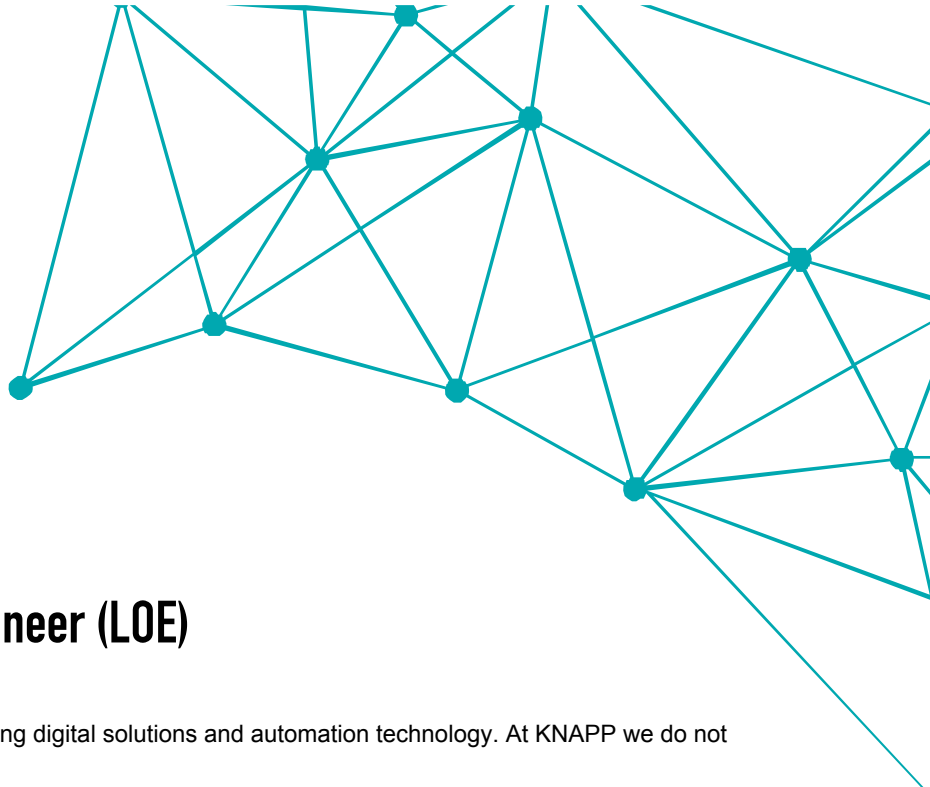 neer (LOE)
ng digital solutions and automation technology. At KNAPP we do not